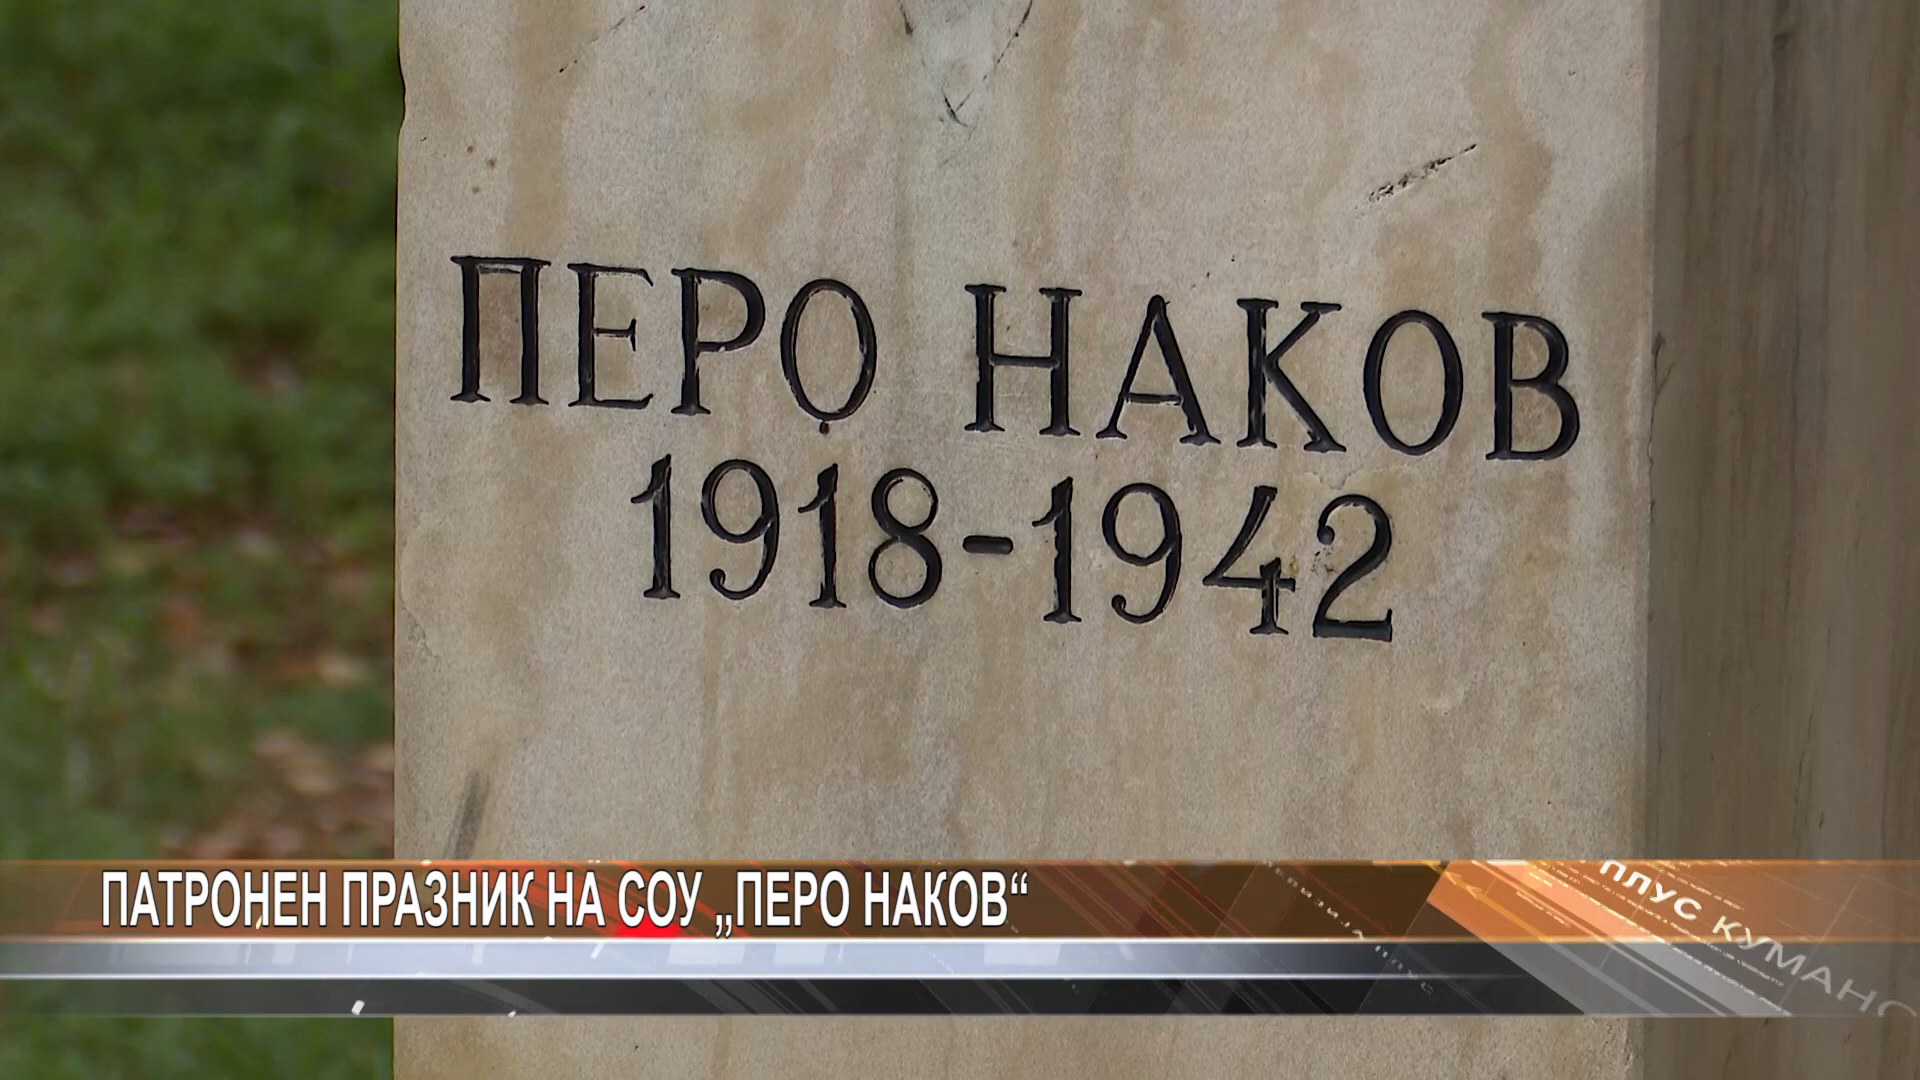 ПЕРО НАКОВ
1918-1942
ПАТРОНЕН ПРАЗНИК НА СОУ „ПЕРО НАКОВ“
ПЛУС КУМАНО